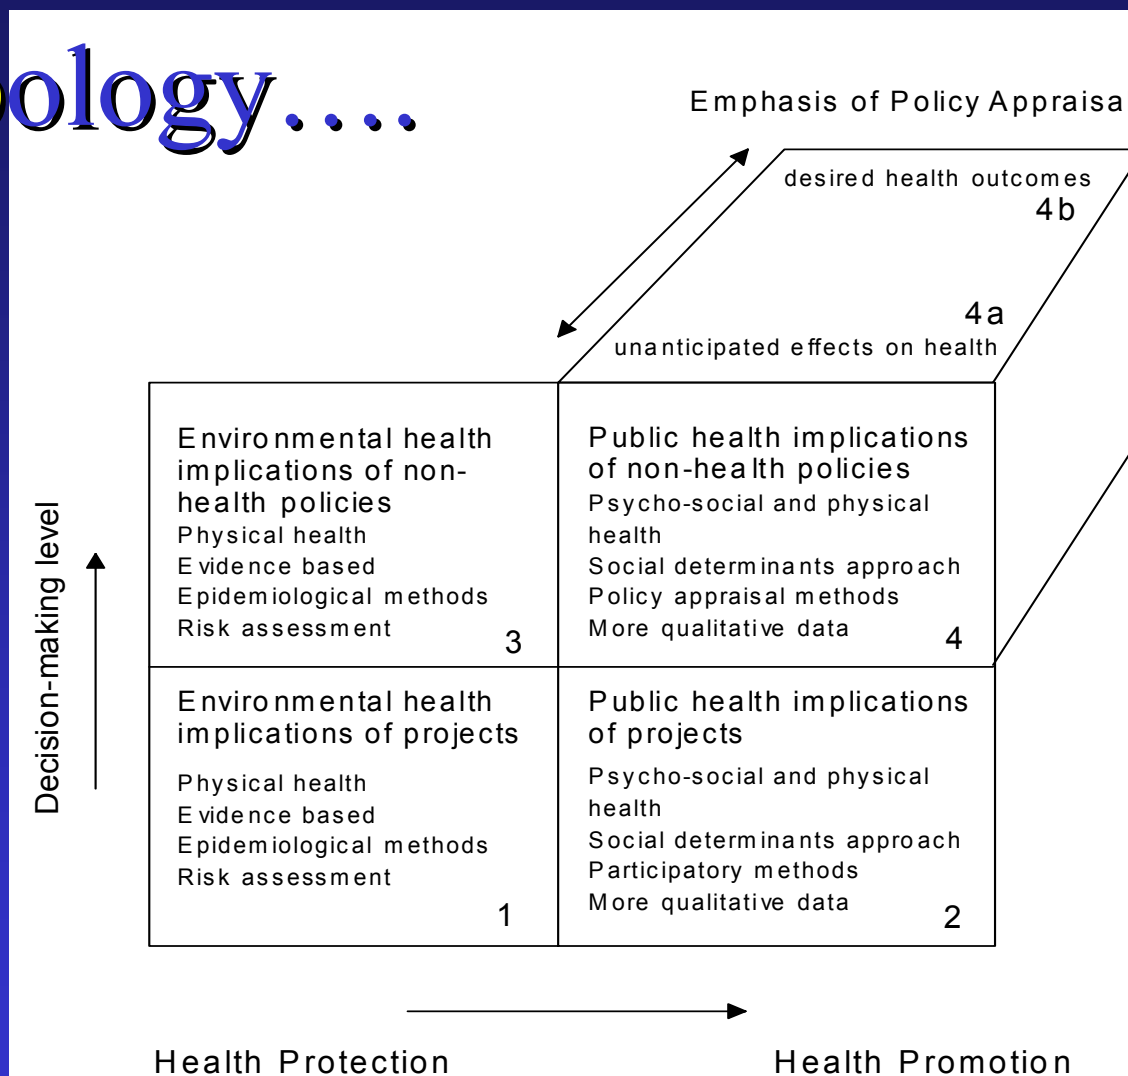 ology....
Emphasis of Policy Appraisa
desired health outcomes
4b
4a
unanticipated effects on health
Environmental health
implications of non-
health policies
Physical health
Evidence based
Epidemiological methods
Risk assessment
3
Public health implications
of non-health policies
Psycho-social and physical
health
Social determinants approach
Policy appraisal methods
More qualitative data
4
Decision-making level
Environmental health
implications of projects
Physical health
Evidence based
Epidemiological methods
Risk assessment
1
Public health implications
of projects
Psycho-social and physical
health
Social determinants approach
Participatory methods
More qualitative data
2
Health Protection
Health Promotion